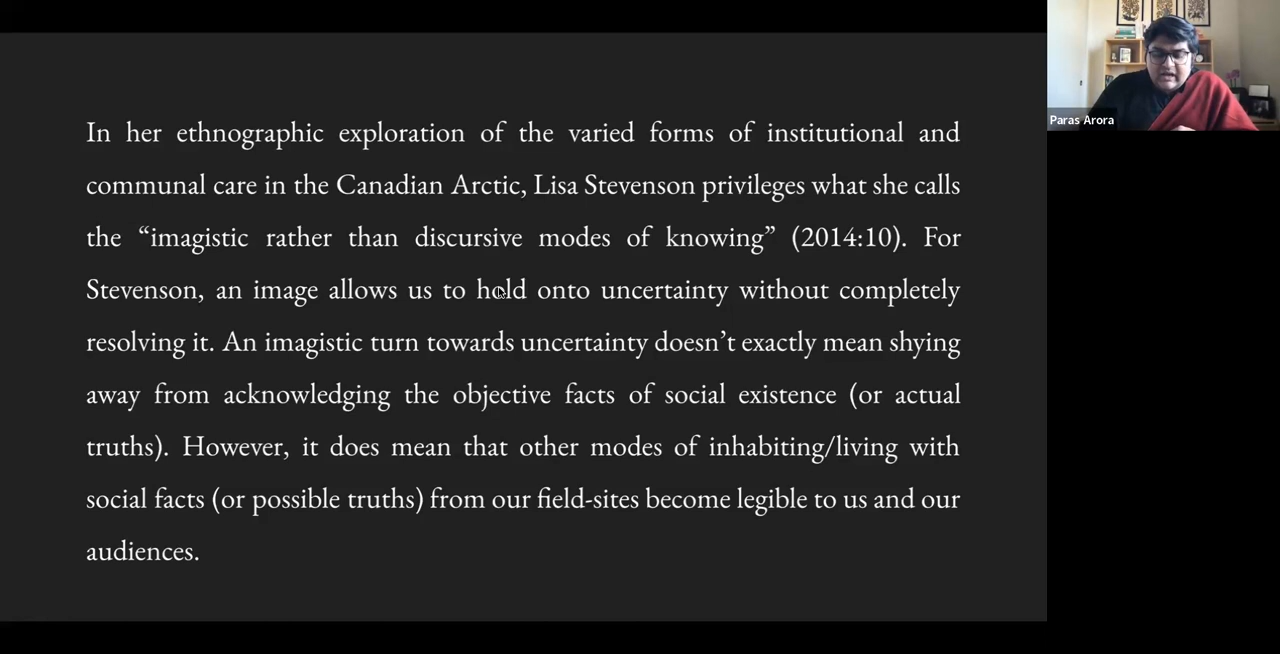 In her ethnographic exploration of the varied forms of institutional and
communal care in the Canadian Arctic, Lisa Stevenson privileges what she calls
the “imagistic rather than discursive modes of knowing” (2014:10). For
Stevenson, an image allows us to hold onto uncertainty without completely
resolving it. An imagistic turn towards uncertainty doesn’t exactly mean shying
away from acknowledging the objective facts of social existence (or actual
truths). However, it does mean that other modes of inhabiting/living with
social facts (or possible truths) from our field-sites become legible to us and our
audiences.
Paras Arora